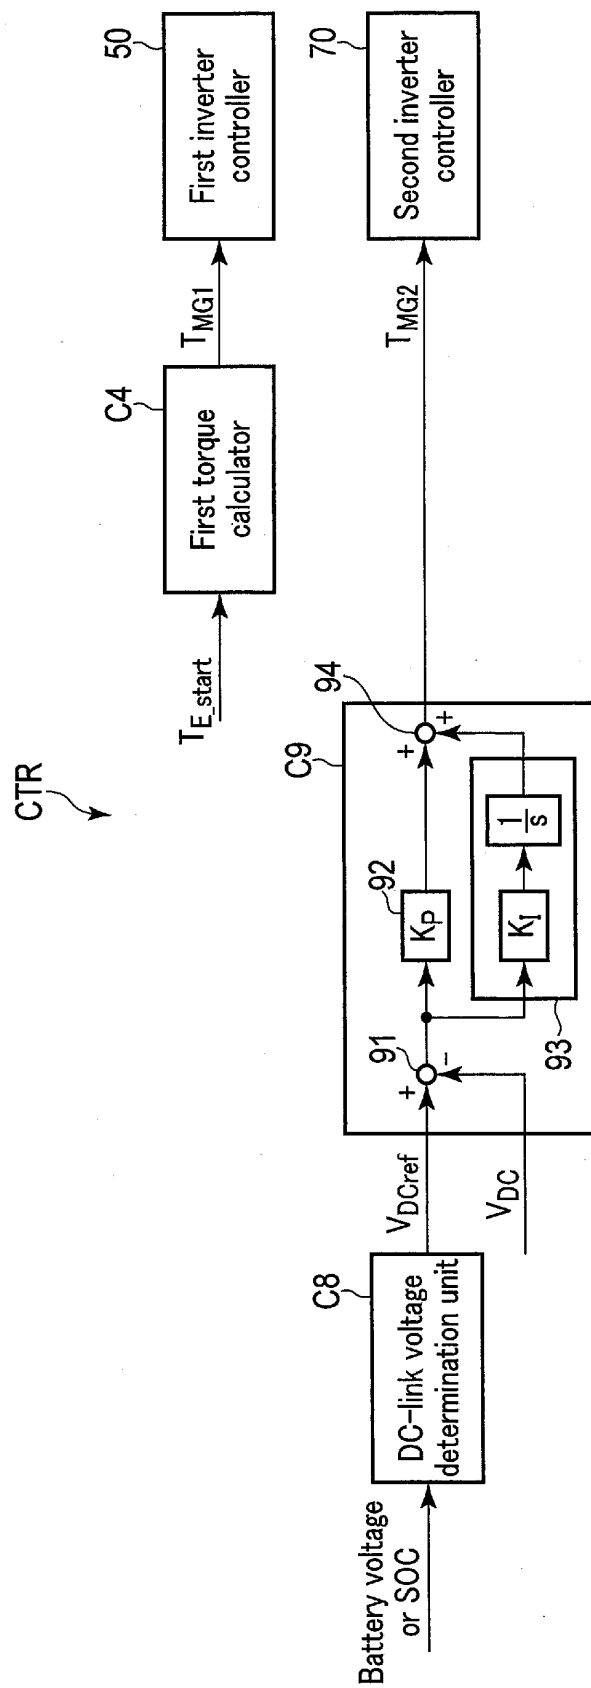 CTR
T_E_start
C4
First torque
calculator
T_MG1
50
First inverter
controller
Battery voltage
or SOC
C8
DC-link voltage
determination unit
V_DCref
V_DC
C9
91
+
−
92
K_P
93
K_I
1
s
94
+
+
T_MG2
70
Second inverter
controller